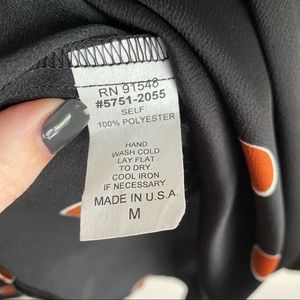 RN 91548
#5751-2055
SELF:
100% POLYESTER
HAND
WASH COLD.
LAY FLAT
TO DRY.
COOL IRON
IF NECESSARY.
MADE IN U.S.A.
M